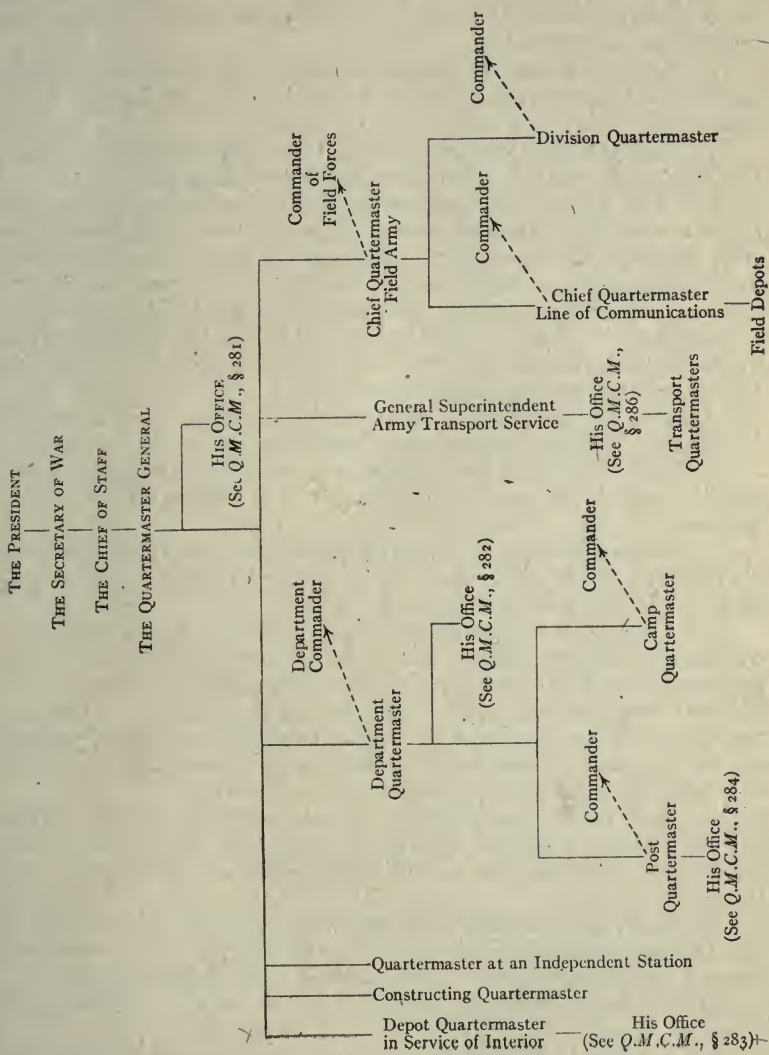 THE PRESIDENT
THE SECRETARY OF WAR
THE CHIEF OF STAFF
THE QUARTERMASTER GENERAL
HIS OFFICE
(See Q.M.C.M., § 281)
Depot Quartermaster
in Service of Interior
His Office
(See Q.M.C.M., § 283)
Constructing Quartermaster
Quartermaster at an Independent Station
Department
Commander
Department
Quartermaster
His Office
(See Q.M.C.M., § 282)
Commander
Post
Quartermaster
His Office
(See Q.M.C.M., § 284)
Commander
Camp
Quartermaster
General Superintendent
Army Transport Service
His Office
(See Q.M.C.M.,
§ 286)
Transport
Quartermasters
Commander
of
Field Forces
Chief Quartermaster
Field Army
Commander
Chief Quartermaster
Line of Communications
Field Depots
Commander
Division Quartermaster